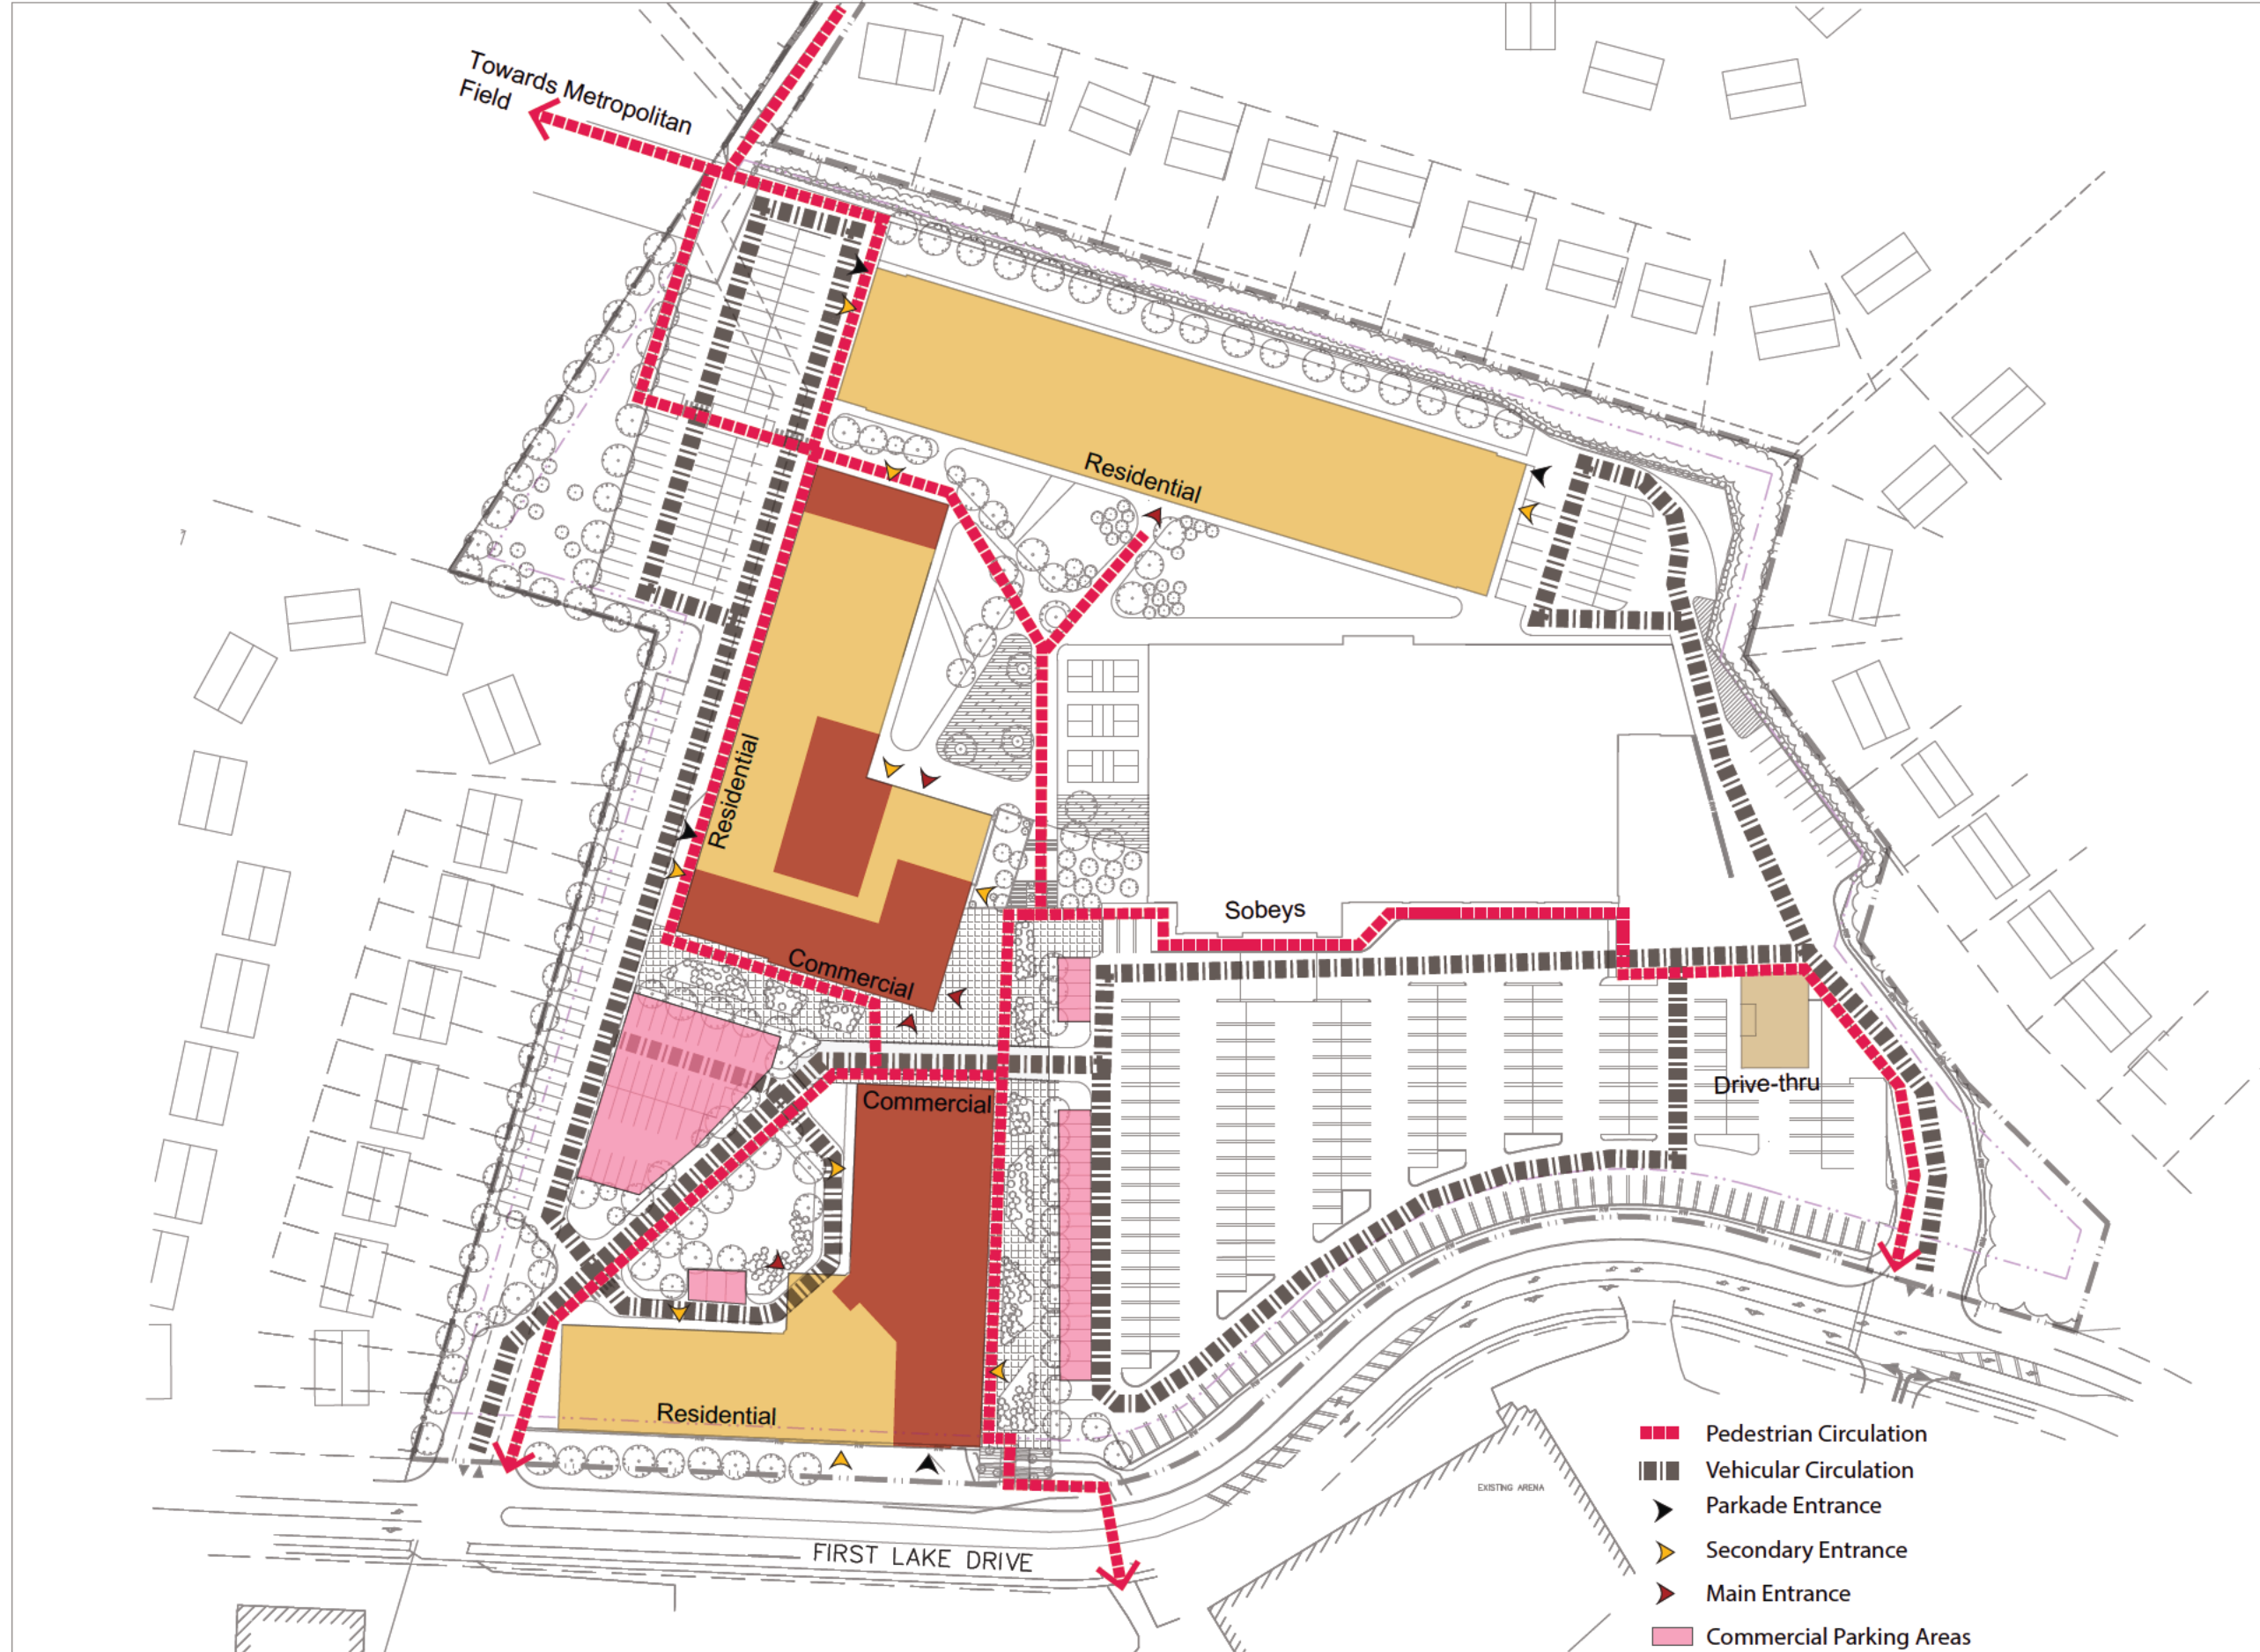 Towards Metropolitan
Field
Residential
Residential
Sobeys
Commercial
Drive-thru
Commercial
Residential
EXISTING ARENA
FIRST LAKE DRIVE
Pedestrian Circulation
Vehicular Circulation
Parkade Entrance
Secondary Entrance
Main Entrance
Commercial Parking Areas